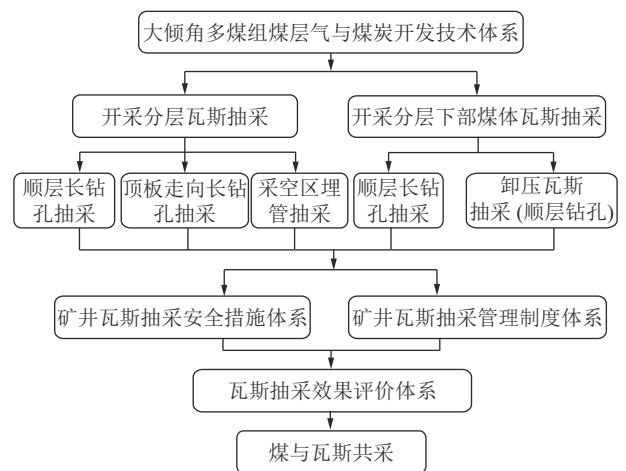 大倾角多煤组煤层气与煤炭开发技术体系
开采分层瓦斯抽采
开采分层下部煤体瓦斯抽采
顺层长钻
孔抽采
顶板走向长钻
孔抽采
采空区埋
管抽采
顺层长钻
孔抽采
卸压瓦斯
抽采 (顺层钻孔)
矿井瓦斯抽采安全措施体系
矿井瓦斯抽采管理制度体系
瓦斯抽采效果评价体系
煤与瓦斯共采